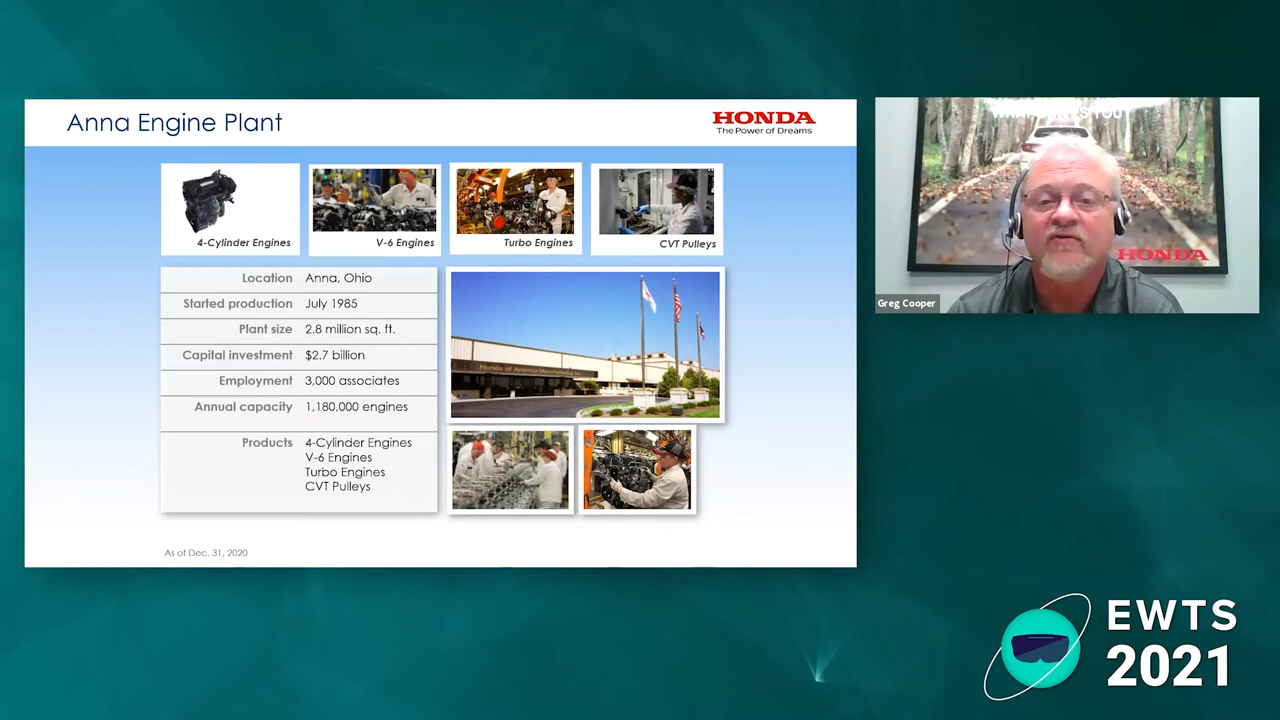 Anna Engine Plant
HONDA
The Power of Dreams
4-Cylinder Engines
V-6 Engines
Turbo Engines
CVT Pulleys
Location Anna, Ohio
Started production July 1985
Plant size 2.8 million sq. ft.
Capital investment $2.7 billion
Employment 3,000 associates
Annual capacity 1,180,000 engines
Products 4-Cylinder Engines
V-6 Engines
Turbo Engines
CVT Pulleys
Honda of America
As of Dec. 31, 2020
HONDA
Greg Cooper
EWTS
2021